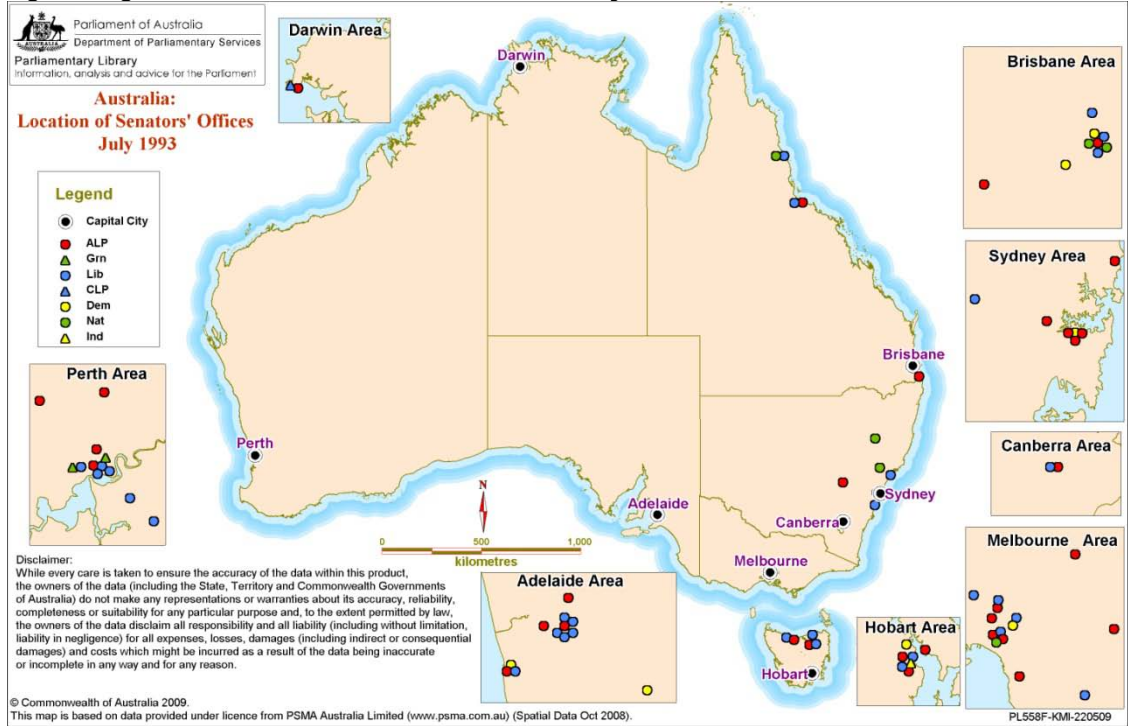 Parliament of Australia
Department of Parliamentary Services
AUSTRALIA
Parliamentary Library
Information, analysis and advice for the Parliament
Australia:
Location of Senators' Offices
July 1993
Legend
Capital City
ALP
Grn
Lib
CLP
Dem
Nat
Ind
Darwin Area
Darwin
Brisbane Area
Sydney Area
Brisbane
Perth Area
Perth
Canberra Area
Adelaide
Sydney
Canberra
Melbourne
N
0 500 1,000
kilometres
Melbourne Area
Adelaide Area
Hobart Area
Hobart
Disclaimer:
While every care is taken to ensure the accuracy of the data within this product,
the owners of the data (including the State, Territory and Commonwealth Governments
of Australia) do not make any representations or warranties about its accuracy, reliability,
completeness or suitability for any particular purpose and, to the extent permitted by law,
the owners of the data disclaim all responsibility and all liability (including without limitation,
liability in negligence) for all expenses, losses, damages (including indirect or consequential
damages) and costs which might be incurred as a result of the data being inaccurate
or incomplete in any way and for any reason.
© Commonwealth of Australia 2009.
This map is based on data provided under licence from PSMA Australia Limited (www.psma.com.au) (Spatial Data Oct 2008).
PL558F-KMI-220509